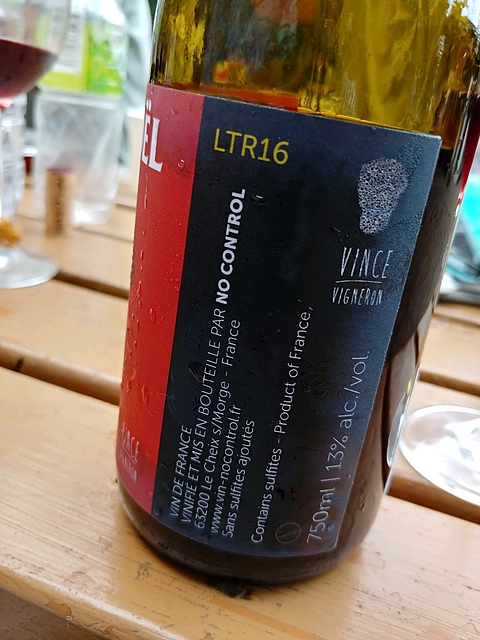 ËL
LTR16
VINCE
VIGNERON
VIN DE FRANCE
VINIFIÉ ET MIS EN BOUTEILLE PAR NO CONTROL
63200 Le Cheix s/Morge - France
www.vin-nocontrol.fr
Sans sulfites ajoutés
Contains sulfites - Product of France,
750ml | 13% alc./vol.